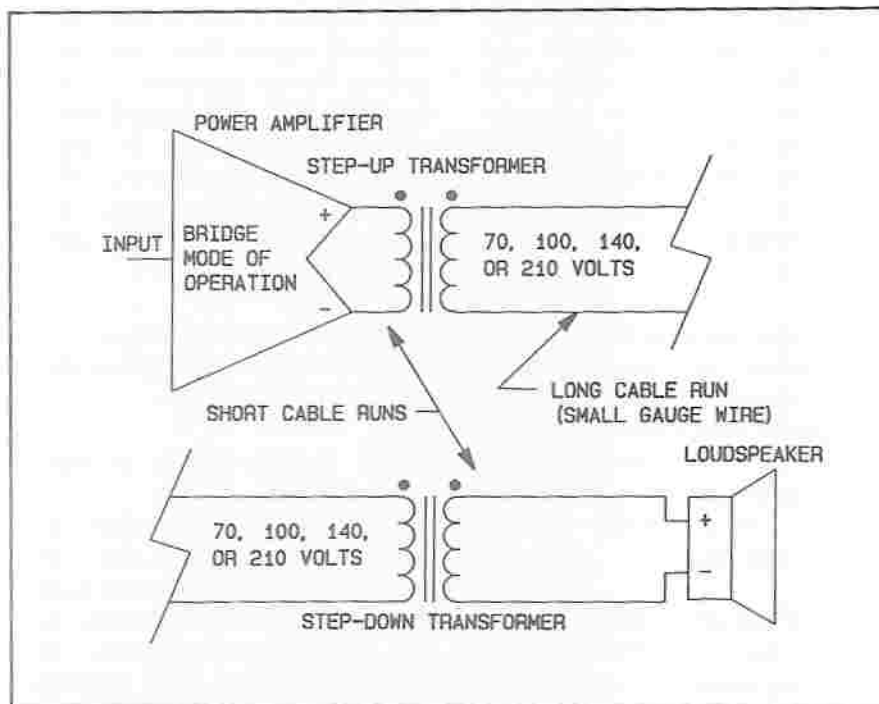 POWER AMPLIFIER
STEP-UP TRANSFORMER
+
INPUT
BRIDGE
MODE OF
OPERATION
-
70, 100, 140,
OR 210 VOLTS
LONG CABLE RUN
(SMALL GAUGE WIRE)
SHORT CABLE RUNS
LOUDSPEAKER
70, 100, 140,
OR 210 VOLTS
+
-
STEP-DOWN TRANSFORMER